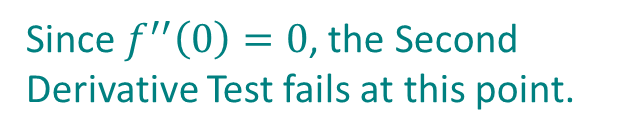 Since f′′(0) = 0, the Second
Derivative Test fails at this point.